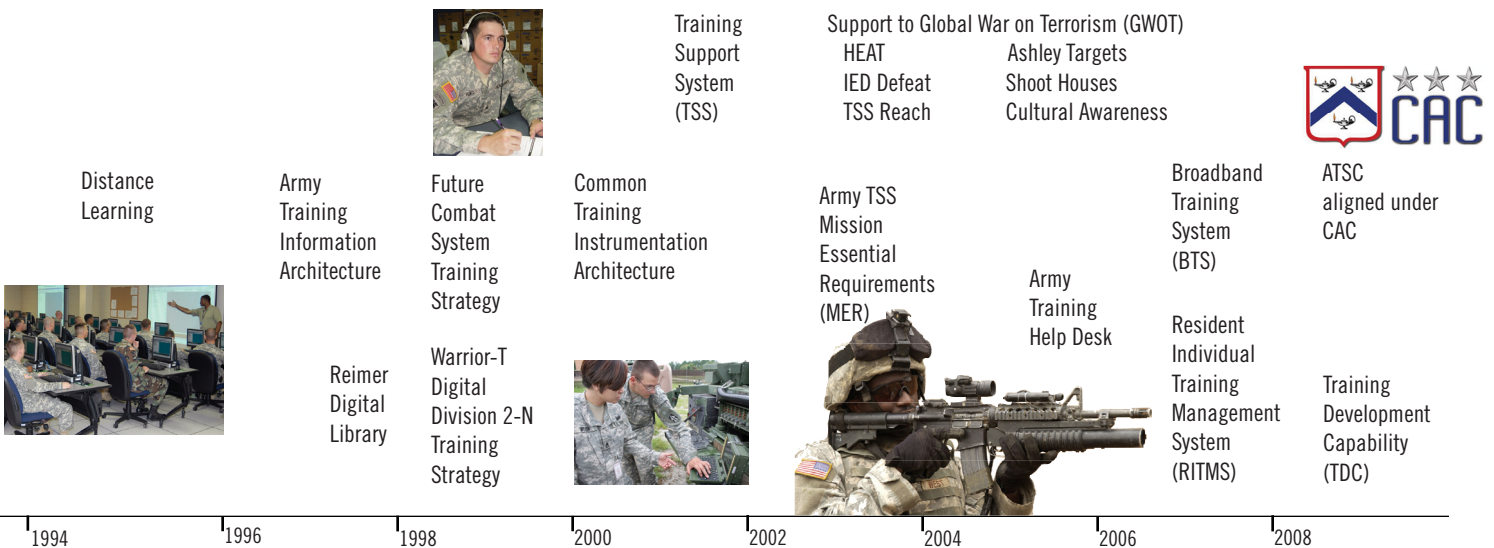 Training
Support
System
(TSS)
Support to Global War on Terrorism (GWOT)
HEAT
IED Defeat
TSS Reach
Ashley Targets
Shoot Houses
Cultural Awareness
CAC
Distance
Learning
Army
Training
Information
Architecture
Future
Combat
System
Training
Strategy
Common
Training
Instrumentation
Architecture
Army TSS
Mission
Essential
Requirements
(MER)
Army
Training
Help Desk
Broadband
Training
System
(BTS)
ATSC
aligned under
CAC
Reimer
Digital
Library
Warrior-T
Digital
Division 2-N
Training
Strategy
Resident
Individual
Training
Management
System
(RITMS)
Training
Development
Capability
(TDC)
WEST
1994
1996
1998
2000
2002
2004
2006
2008